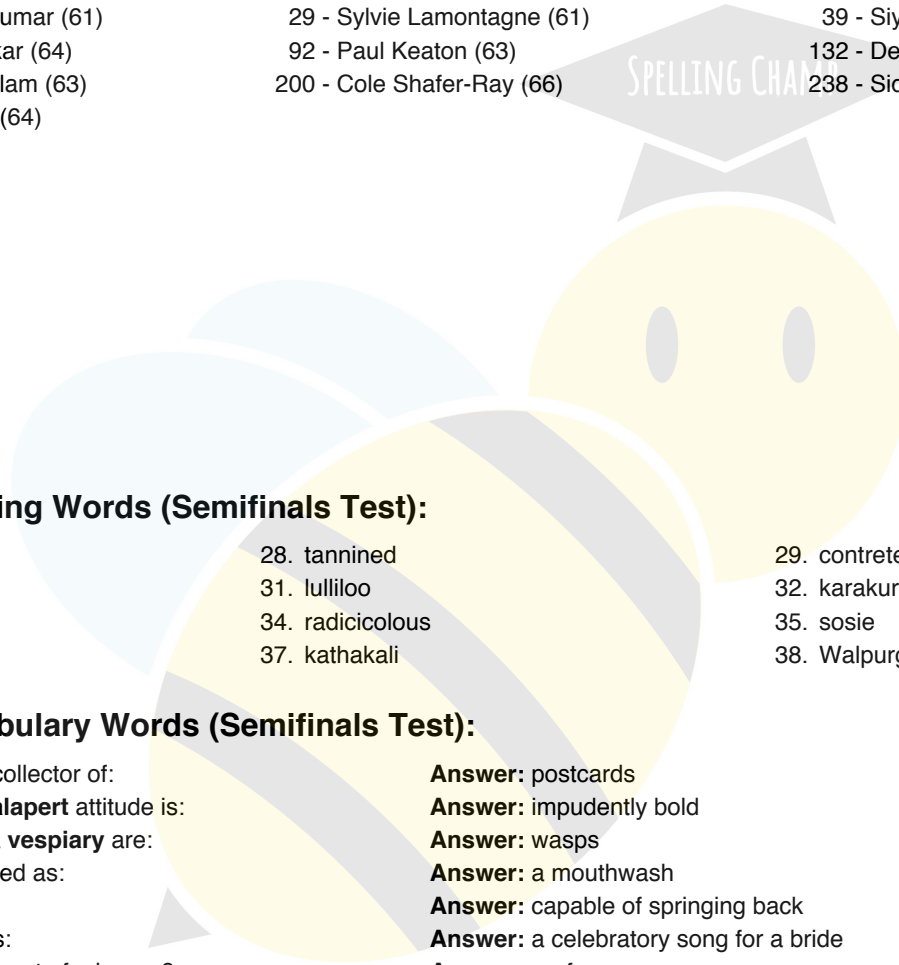 umar (61) 29 - Sylvie Lamontagne (61) 39 - Siy
kar (64) 92 - Paul Keaton (63) 132 - De
lam (63) 200 - Cole Shafer-Ray (66) SPELLING CHAMP 238 - Sid
(64)
ing Words (Semifinals Test):
28. tannined 29. contrete
31. lulliloo 32. karakur
34. radicicolous 35. sosie
37. kathakali 38. Walpurg
bulary Words (Semifinals Test):
collector of: Answer: postcards
alapert attitude is: Answer: impudently bold
vespiary are: Answer: wasps
ed as: Answer: a mouthwash
Answer: capable of springing back
s: Answer: a celebratory song for a bride